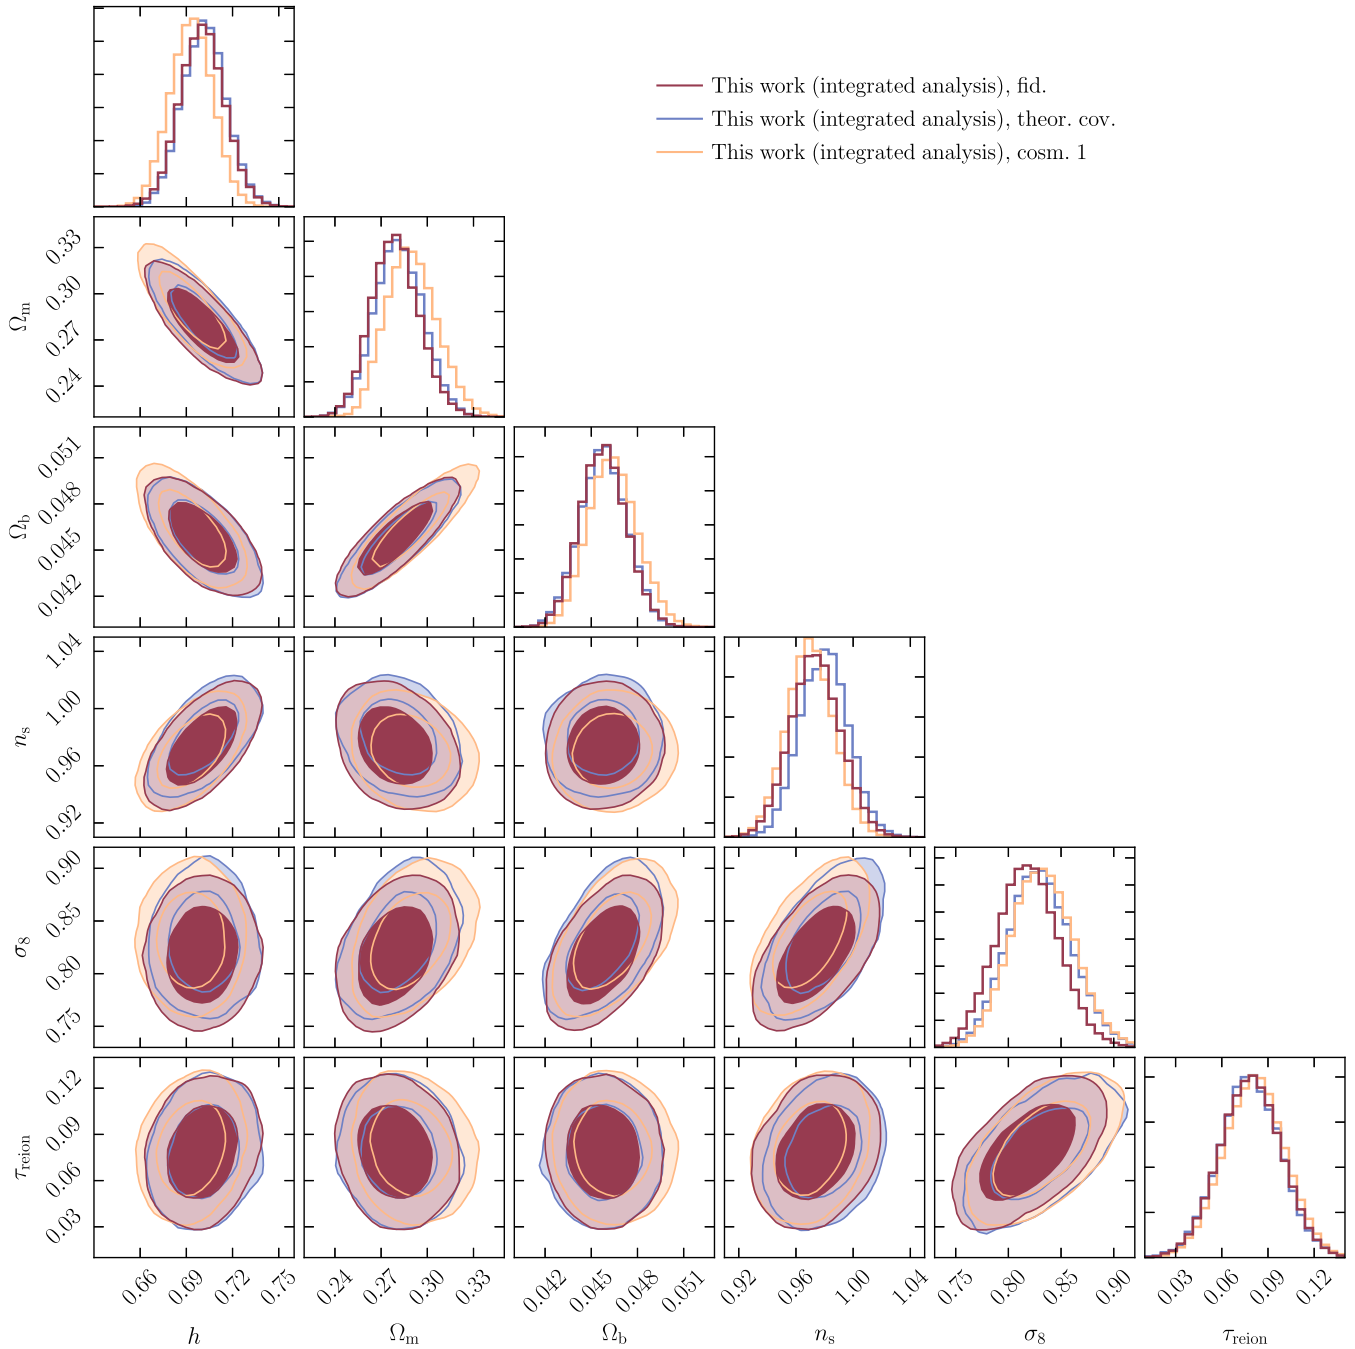 This work (integrated analysis), fid.
This work (integrated analysis), theor. cov.
This work (integrated analysis), cosm. 1
0.33
0.30
0.27
0.24
Ωm
0.051
0.048
0.045
0.042
Ωb
1.04
1.00
0.96
0.92
ns
0.90
0.85
0.80
0.75
σ8
0.12
0.09
0.06
0.03
τreion
0.66 0.69 0.72 0.75 0.24 0.27 0.30 0.33 0.042 0.045 0.048 0.051 0.92 0.96 1.00 1.04 0.75 0.80 0.85 0.90 0.03 0.06 0.09 0.12
h Ωm Ωb ns σ8 τreion